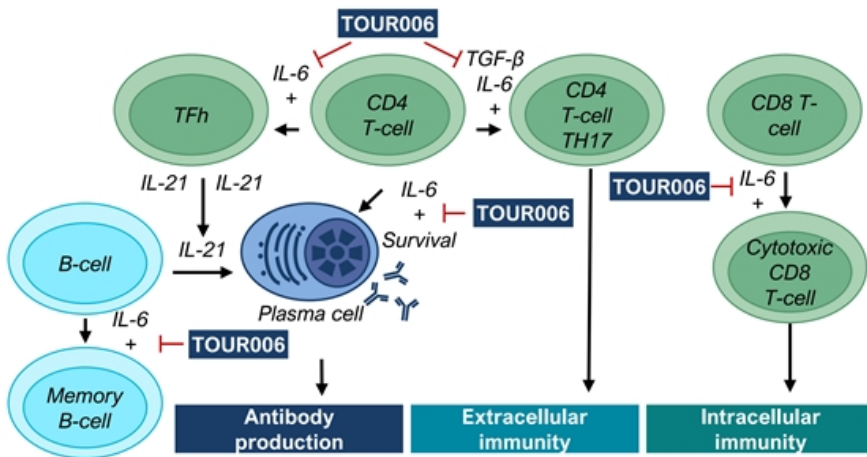 TOUR006
IL-6
+
TGF-β
IL-6
+
TFh
CD4
T-cell
CD4
T-cell
TH17
CD8 T-
cell
IL-21
IL-21
IL-6
+
Survival
TOUR006
TOUR006
IL-6
+
B-cell
IL-21
Plasma cell
Cytotoxic
CD8
T-cell
IL-6
+
TOUR006
Memory
B-cell
Antibody
production
Extracellular
immunity
Intracellular
immunity